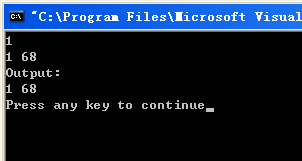 "C:\Program Files\Microsoft Visual
1
1 68
Output:
1 68
Press any key to continue